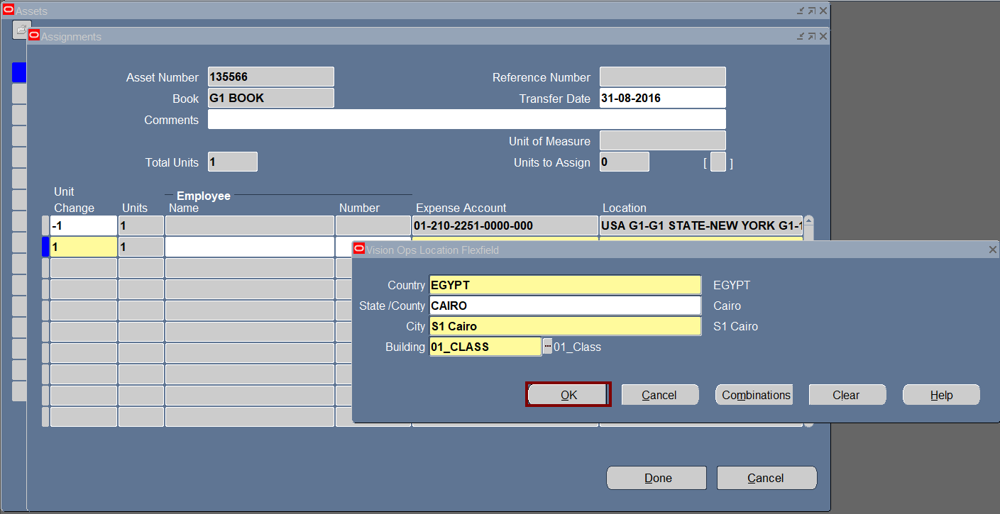 Assets
Assignments
Asset Number 135566 Reference Number
Book G1 BOOK Transfer Date 31-08-2016
Comments
Unit of Measure
Total Units 1 Units to Assign 0 [ ]
Unit Change Units Employee Name Number Expense Account Location
-1 1 01-210-2251-0000-000 USA G1-G1 STATE-NEW YORK G1-1
1 1
Vision Ops Location Flexfield
Country EGYPT EGYPT
State /County CAIRO Cairo
City S1 Cairo S1 Cairo
Building 01_CLASS ... 01_Class
OK Cancel Combinations Clear Help
Done Cancel